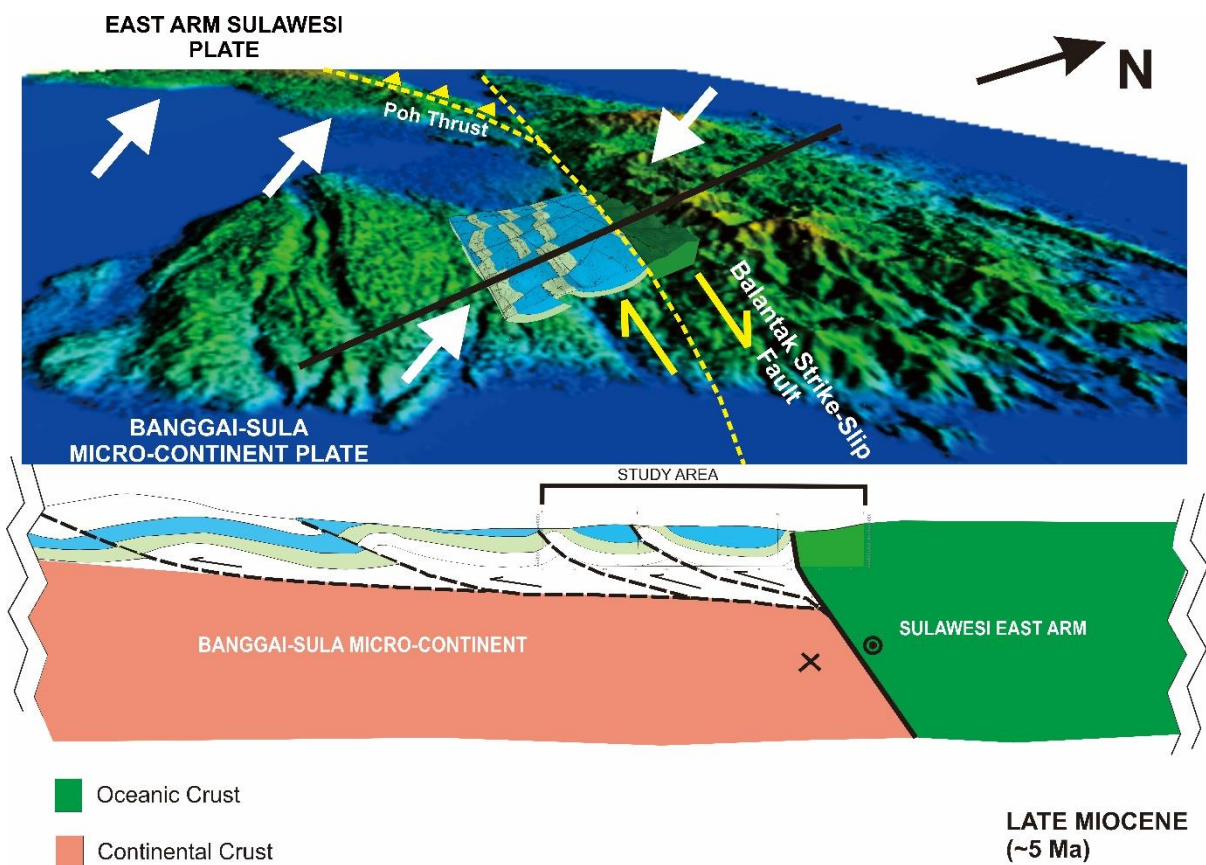 EAST ARM SULAWESI
PLATE
N
Poh Thrust
Balantak Strike-Slip
Fault
BANGGAI-SULA
MICRO-CONTINENT PLATE
STUDY AREA
BANGGAI-SULA MICRO-CONTINENT
SULAWESI EAST ARM
Oceanic Crust
Continental Crust
LATE MIOCENE
(~5 Ma)